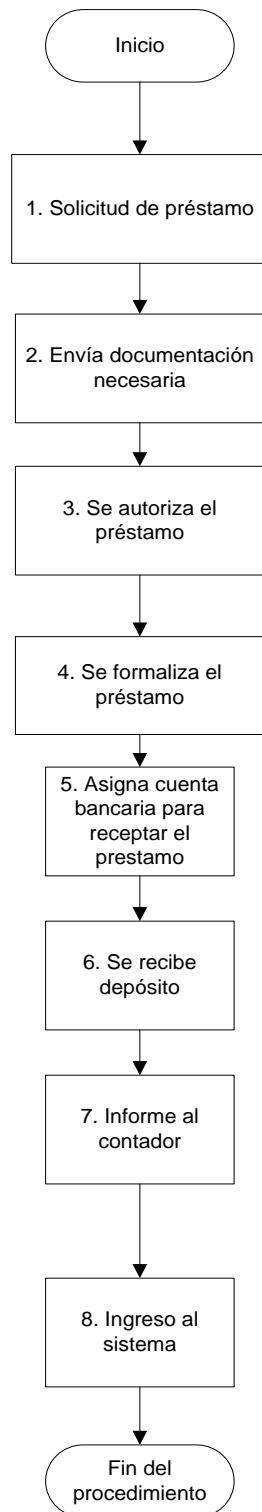 Inicio
1. Solicitud de préstamo
2. Envía documentación
necesaria
3. Se autoriza el
préstamo
4. Se formaliza el
préstamo
5. Asigna cuenta
bancaria para
receptar el
prestamo
6. Se recibe
depósito
7. Informe al
contador
8. Ingreso al
sistema
Fin del
procedimiento